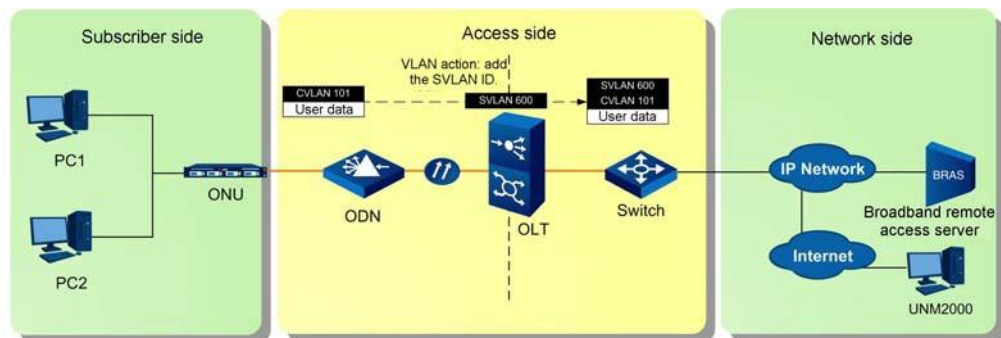 Subscriber side
Access side
Network side
VLAN action: add
the SVLAN ID.
CVLAN 101
User data
SVLAN 600
SVLAN 600
CVLAN 101
User data
PC1
PC2
ONU
ODN
OLT
Switch
IP Network
BRAS
Broadband remote
access server
Internet
UNM2000